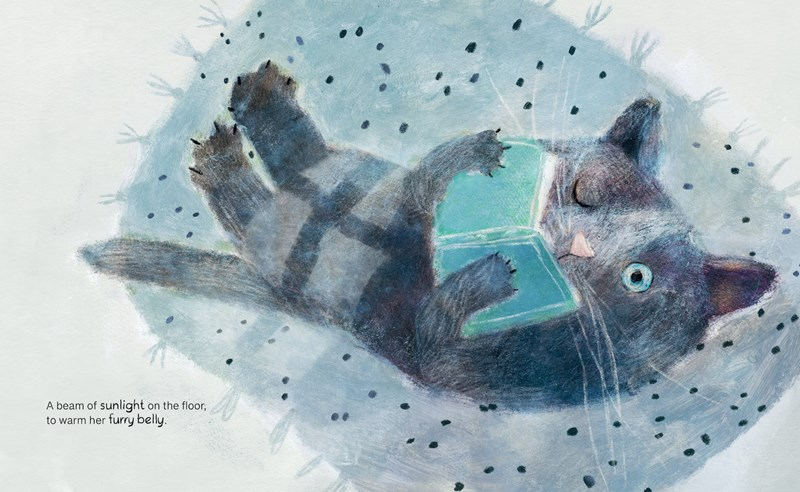 A beam of sunlight on the floor,
to warm her furry belly.